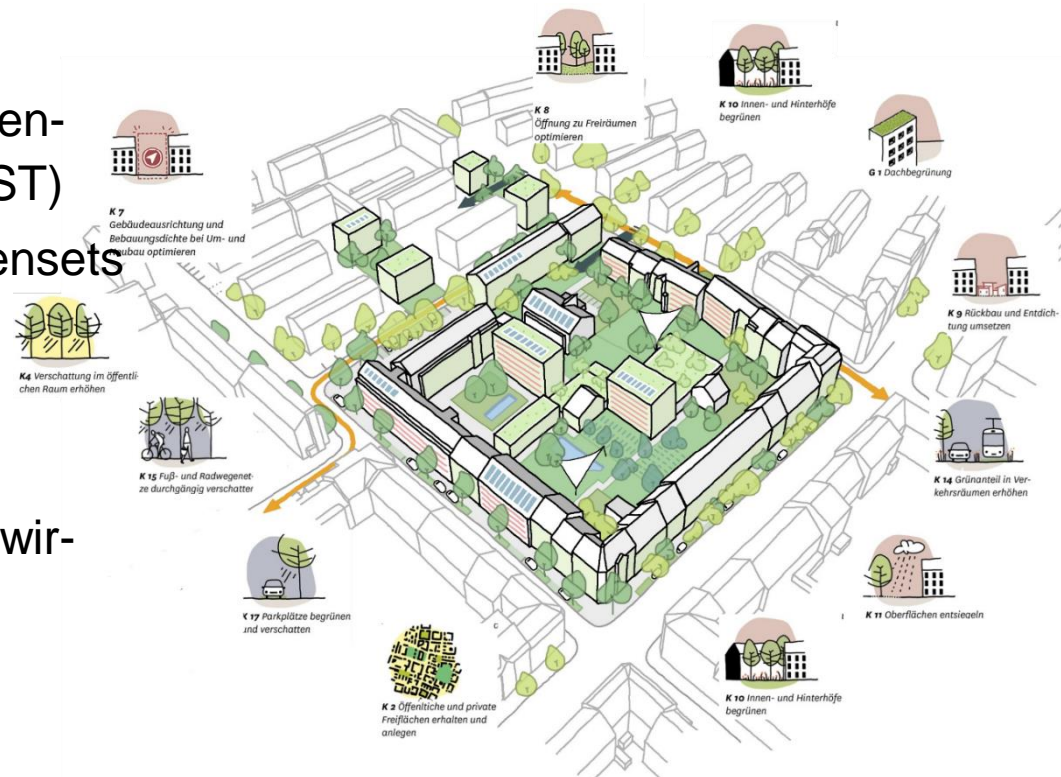 en-
ST)
ensets
wir-
K 8
Öffnung zu Freiräumen
optimieren
K 10 Innen- und Hinterhöfe
begrünen
G 1 Dachbegrünung
K 7
Gebäudeausrichtung und
Bebauungsdichte bei Um- und
Neubau optimieren
K 9 Rückbau und Entdich-
tung umsetzen
K4 Verschattung im öffentli-
chen Raum erhöhen
K 15 Fuß- und Radwegenet-
ze durchgängig verschatter
K 14 Grünanteil in Ver-
kehrsräumen erhöhen
K 17 Parkplätze begrünen
und verschatten
K 11 Oberflächen entsiegeln
K 2 Öffentliche und private
Freiflächen erhalten und
anlegen
K 10 Innen- und Hinterhöfe
begrünen